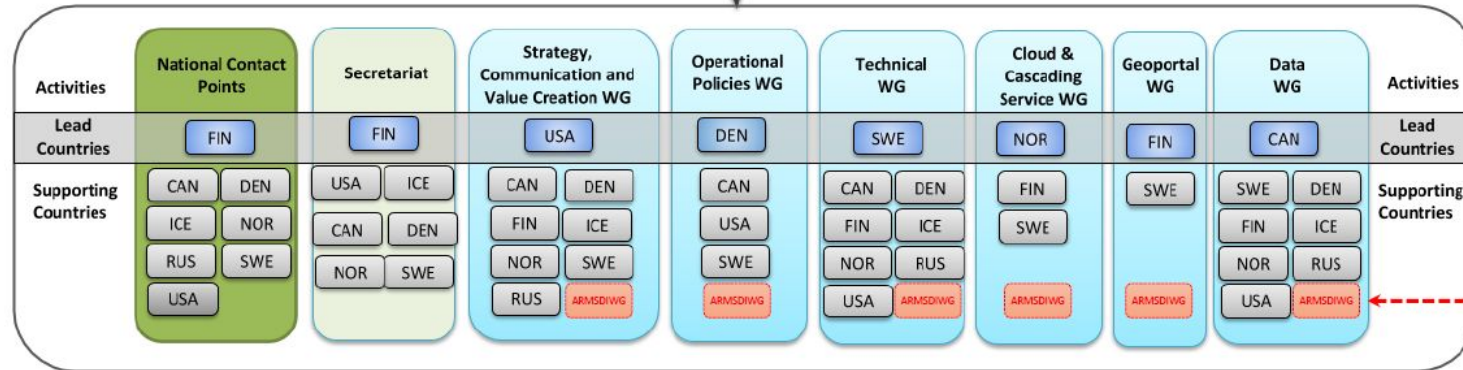 Activities
National Contact
Points
Secretariat
Strategy,
Communication and
Value Creation WG
Operational
Policies WG
Technical
WG
Cloud &
Cascading
Service WG
Geoportal
WG
Data
WG
Activities
Lead
Countries
FIN
FIN
USA
DEN
SWE
NOR
FIN
CAN
Lead
Countries
Supporting
Countries
CAN DEN
ICE NOR
RUS SWE
USA
USA ICE
CAN DEN
NOR SWE
CAN DEN
FIN ICE
NOR SWE
RUS ARMSDIWG
CAN
USA
SWE
ARMSDIWG
CAN DEN
FIN ICE
NOR RUS
USA ARMSDIWG
FIN
SWE
ARMSDIWG
SWE
ARMSDIWG
SWE DEN
FIN ICE
NOR RUS
USA ARMSDIWG
Supporting
Countries